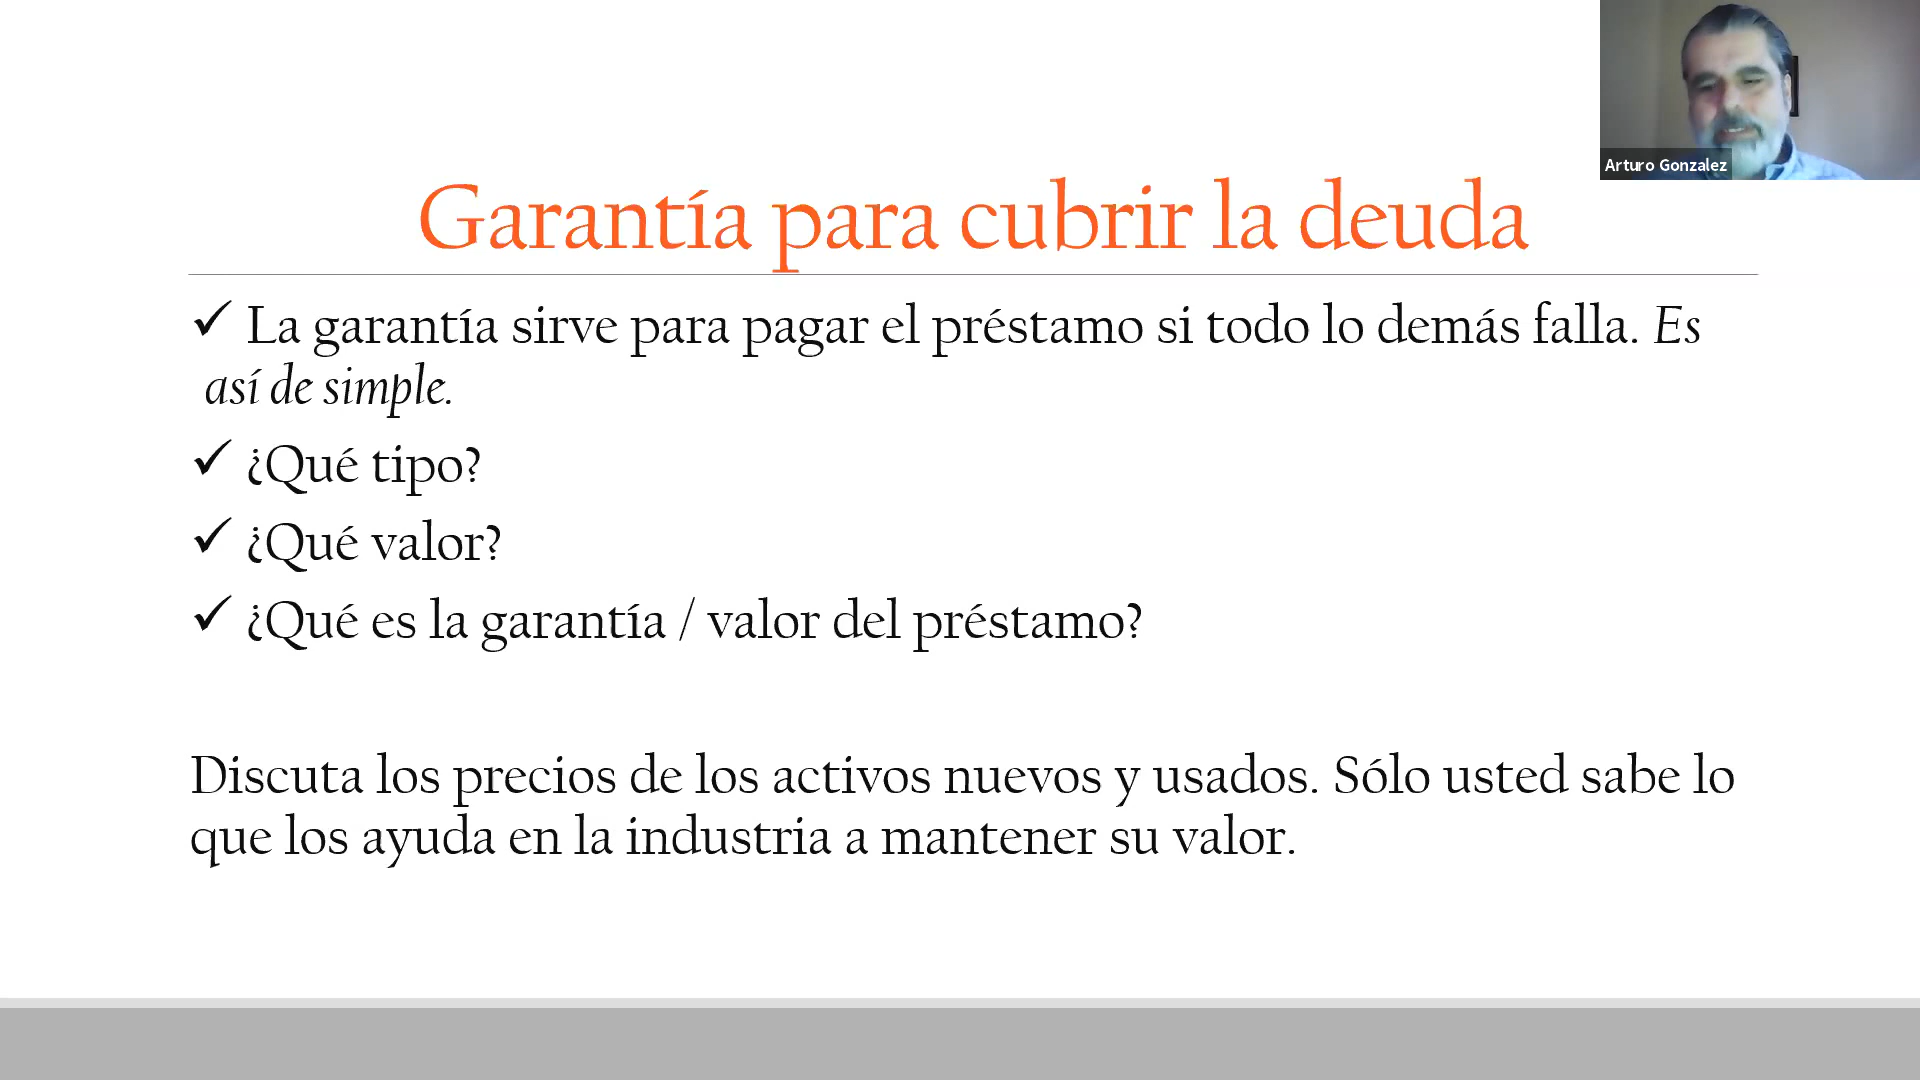 Arturo Gonzalez
Garantía para cubrir la deuda
✓ La garantía sirve para pagar el préstamo si todo lo demás falla. Es
así de simple.
✓ ¿Qué tipo?
✓ ¿Qué valor?
✓ ¿Qué es la garantía / valor del préstamo?
Discuta los precios de los activos nuevos y usados. Sólo usted sabe lo
que los ayuda en la industria a mantener su valor.